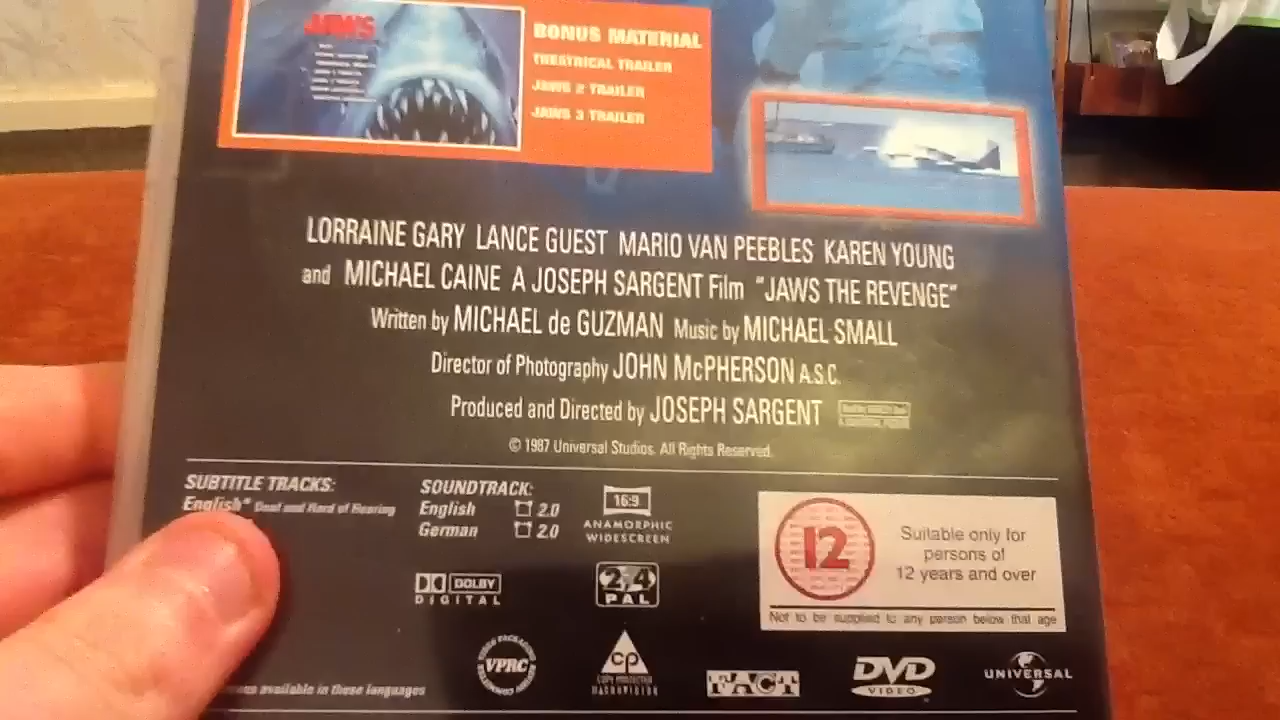 JAWS
BONUS MATERIAL
THEATRICAL TRAILER
JAWS 2 TRAILER
JAWS 3 TRAILER
LORRAINE GARY LANCE GUEST MARIO VAN PEEBLES KAREN YOUNG
and MICHAEL CAINE A JOSEPH SARGENT Film "JAWS THE REVENGE"
Written by MICHAEL de GUZMAN Music by MICHAEL SMALL
Director of Photography JOHN McPHERSON A.S.C.
Produced and Directed by JOSEPH SARGENT
© 1987 Universal Studios. All Rights Reserved.
SUBTITLE TRACKS:
English* Deaf and Hard of Hearing
SOUNDTRACK:
English 2.0
German 2.0
16:9
ANAMORPHIC
WIDESCREEN
12
Suitable only for
persons of
12 years and over
Not to be supplied to any person below that age
DOLBY
DIGITAL
2,4
PAL
VPRC
CP
COPY PROTECTED
MACROVISION
FACT
DVD
VIDEO
UNIVERSAL
available in these languages